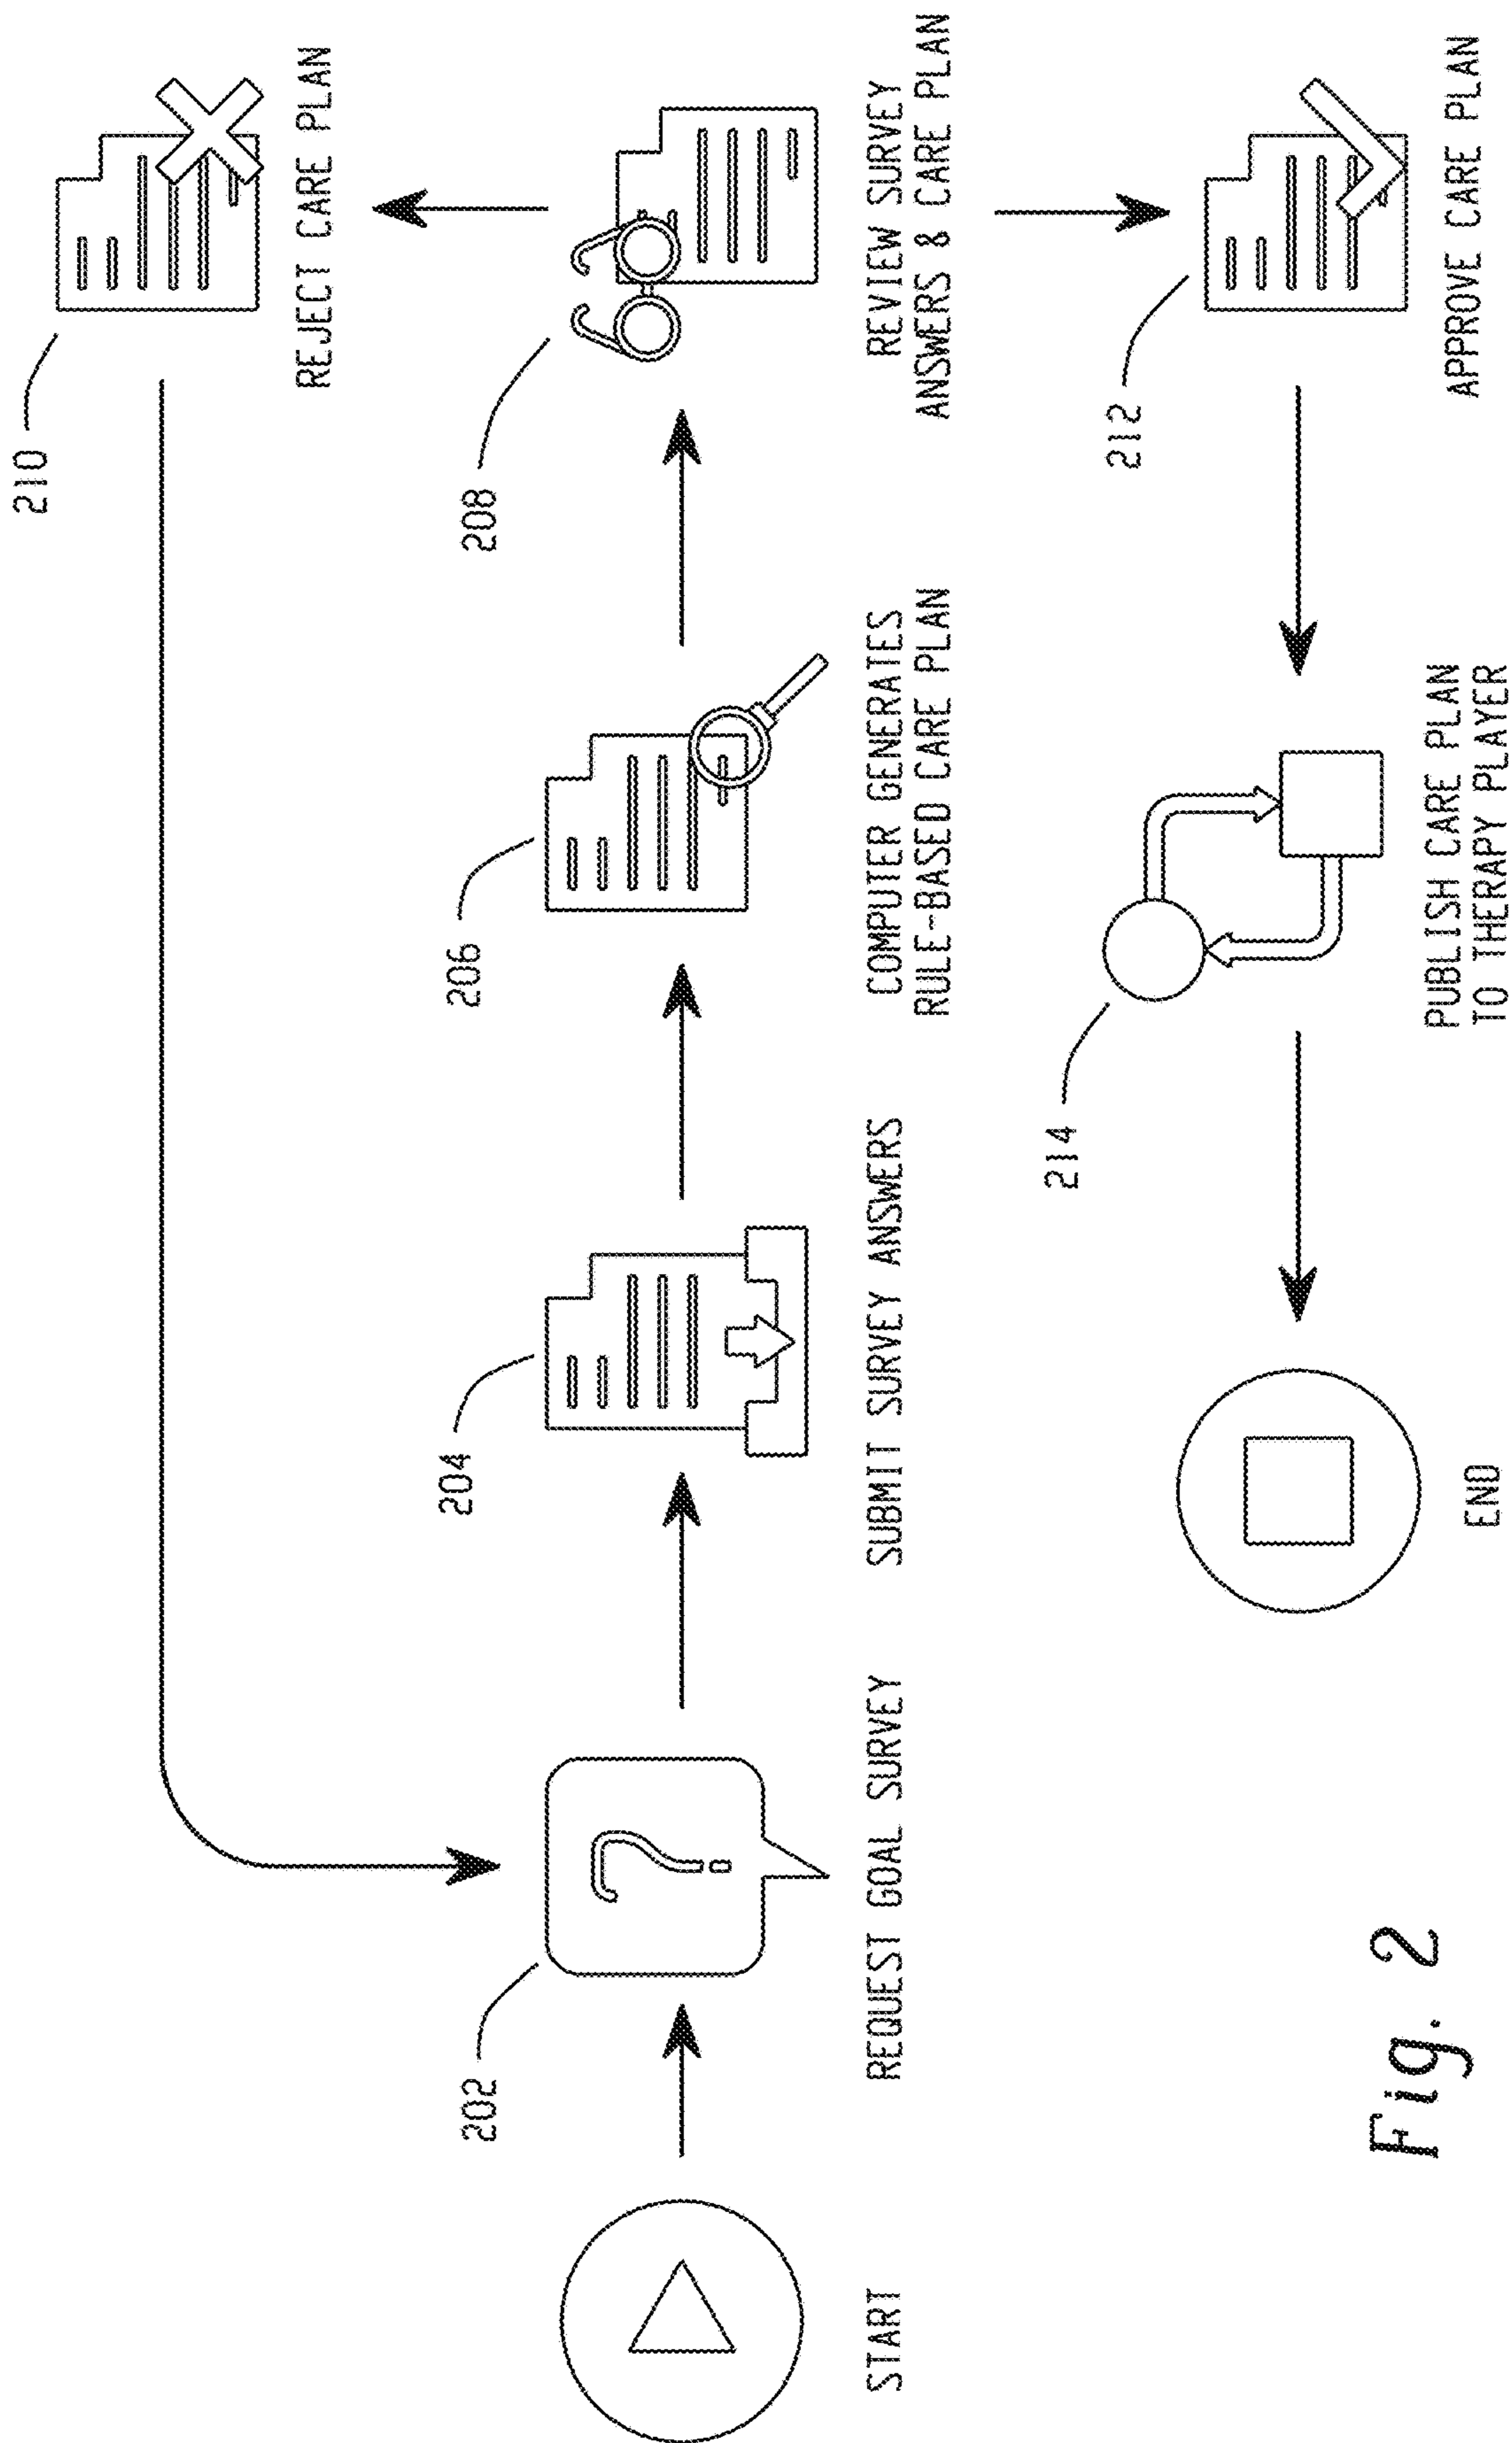 210
REJECT CARE PLAN
202
204
206
208
START
REQUEST GOAL SURVEY
SUBMIT SURVEY ANSWERS
COMPUTER GENERATES
RULE-BASED CARE PLAN
REVIEW SURVEY
ANSWERS & CARE PLAN
214
212
END
PUBLISH CARE PLAN
TO THERAPY PLAYER
APPROVE CARE PLAN
Fig. 2